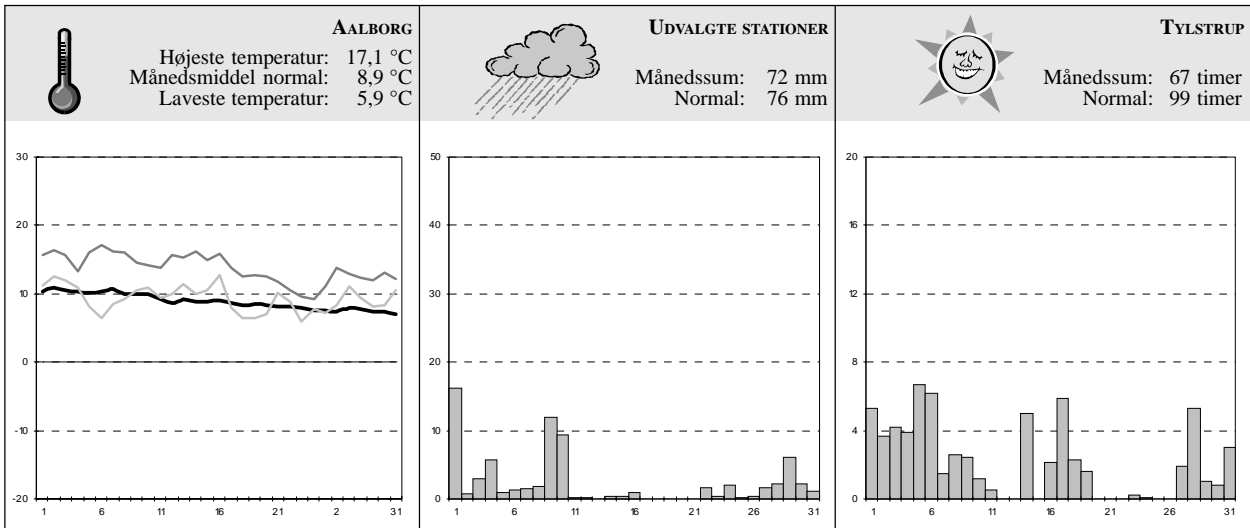 AALBORG
Højeste temperatur: 17,1 °C
Månedsmiddel normal: 8,9 °C
Laveste temperatur: 5,9 °C
UDVALGTE STATIONER
Månedssum: 72 mm
Normal: 76 mm
TYLSTRUP
Månedssum: 67 timer
Normal: 99 timer
30
20
10
0
-10
-20
1 6 11 16 21 2 31
50
40
30
20
10
0
1 6 11 16 21 26 31
20
16
12
8
4
0
1 6 11 16 21 26 31